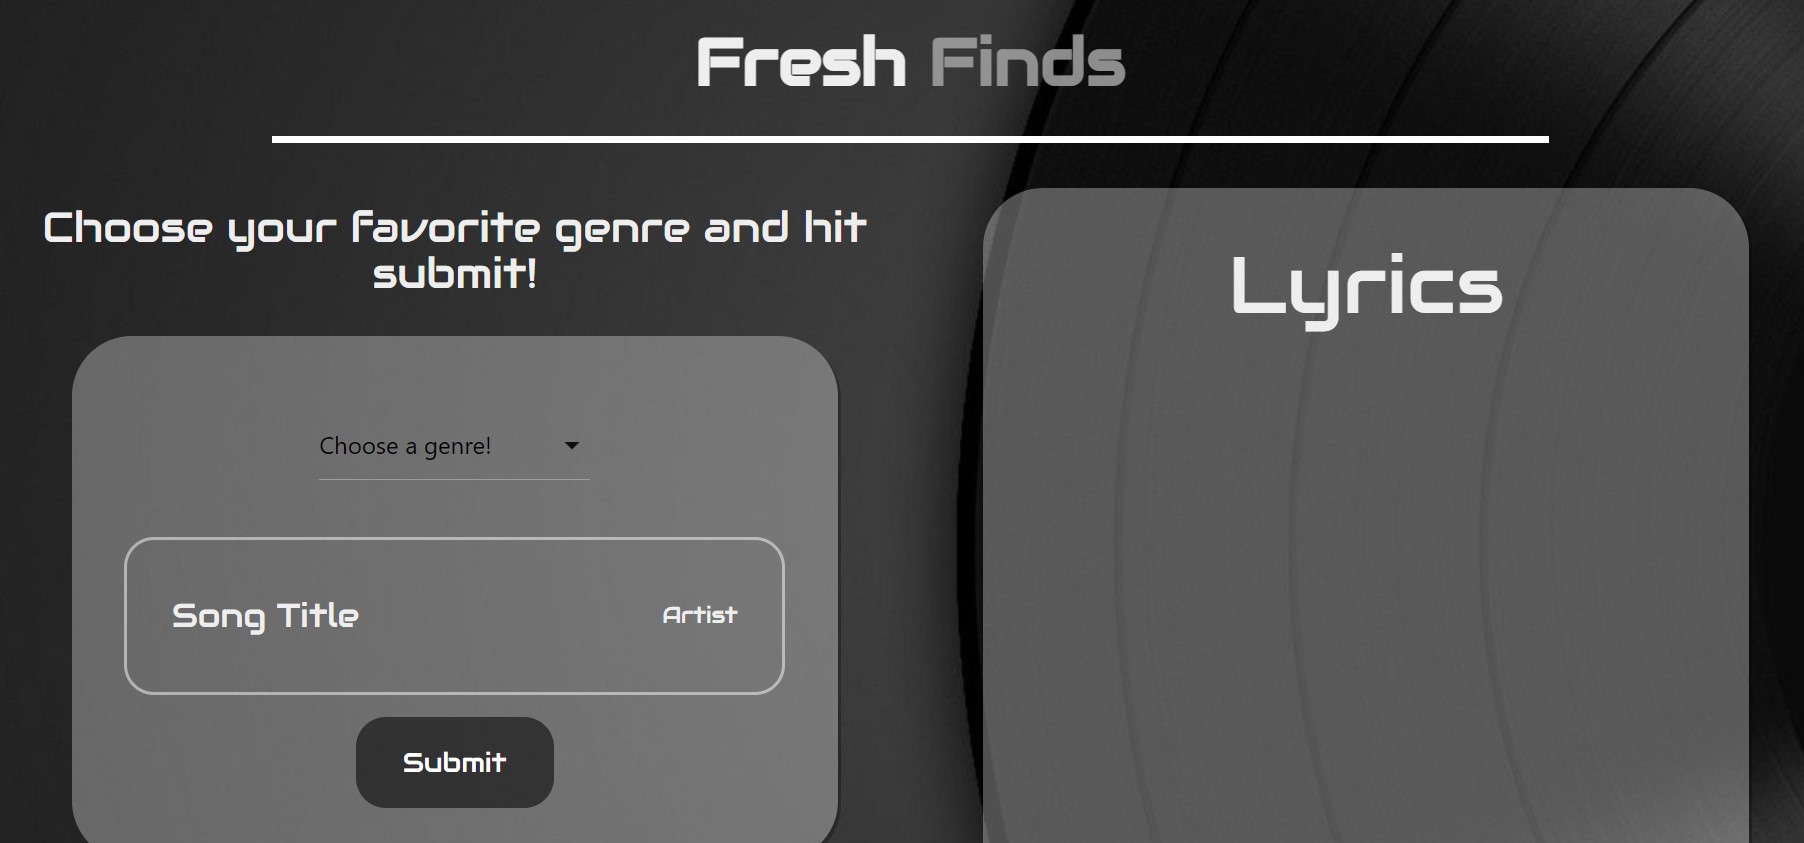 Fresh Finds
Choose your favorite genre and hit
submit!
Choose a genre!
Song Title
Artist
Submit
Lyrics